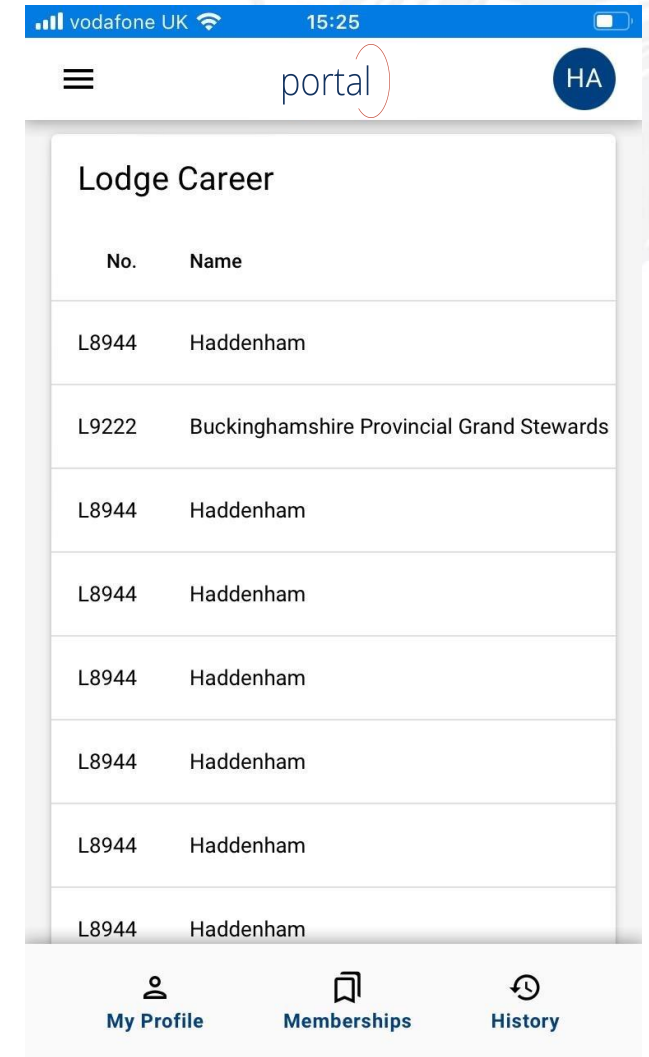 vodafone UK 15:25
portal HA
Lodge Career
No. Name
L8944 Haddenham
L9222 Buckinghamshire Provincial Grand Stewards
L8944 Haddenham
L8944 Haddenham
L8944 Haddenham
L8944 Haddenham
L8944 Haddenham
L8944 Haddenham
My Profile Memberships History